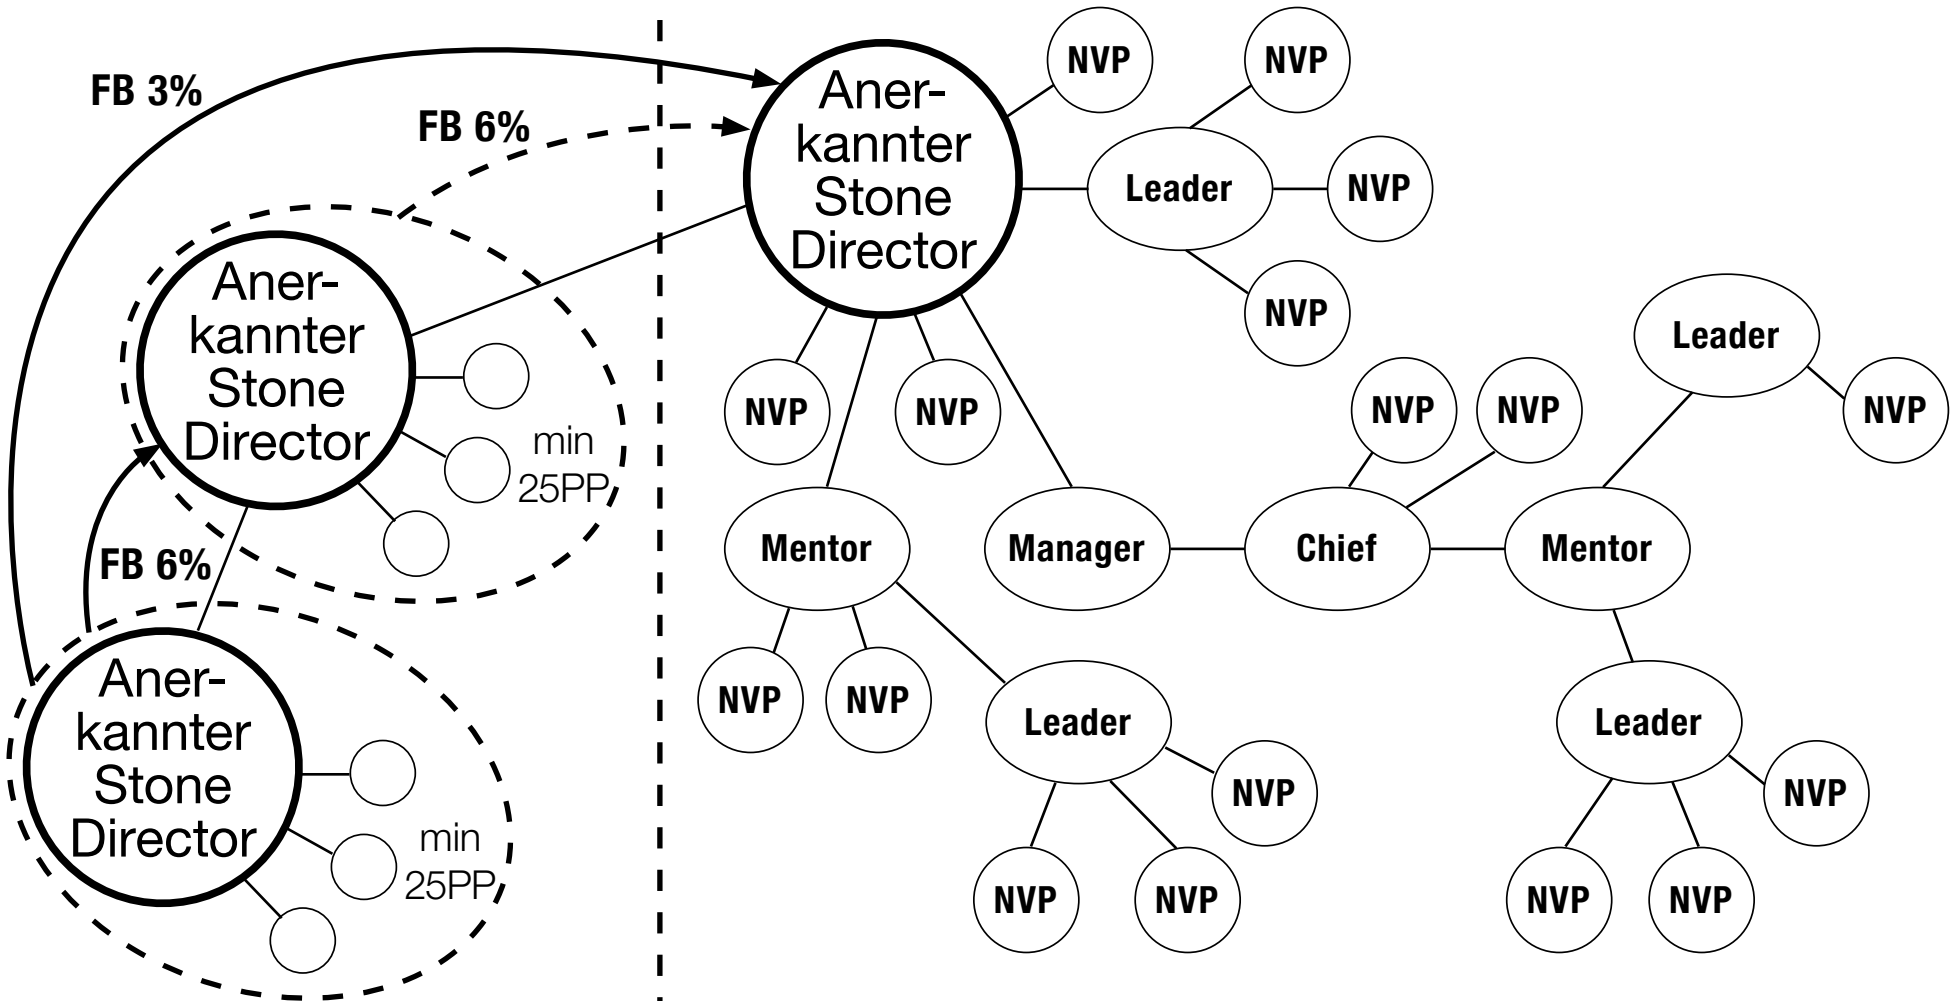 FB 3%
FB 6%
Aner-
kannter
Stone
Director
NVP
NVP
Leader
NVP
NVP
Aner-
kannter
Stone
Director
min
25PP
FB 6%
NVP
NVP
Leader
NVP
NVP
NVP
Mentor
Manager
Chief
Mentor
Aner-
kannter
Stone
Director
min
25PP
NVP
NVP
Leader
NVP
NVP
NVP
Leader
NVP
NVP
NVP